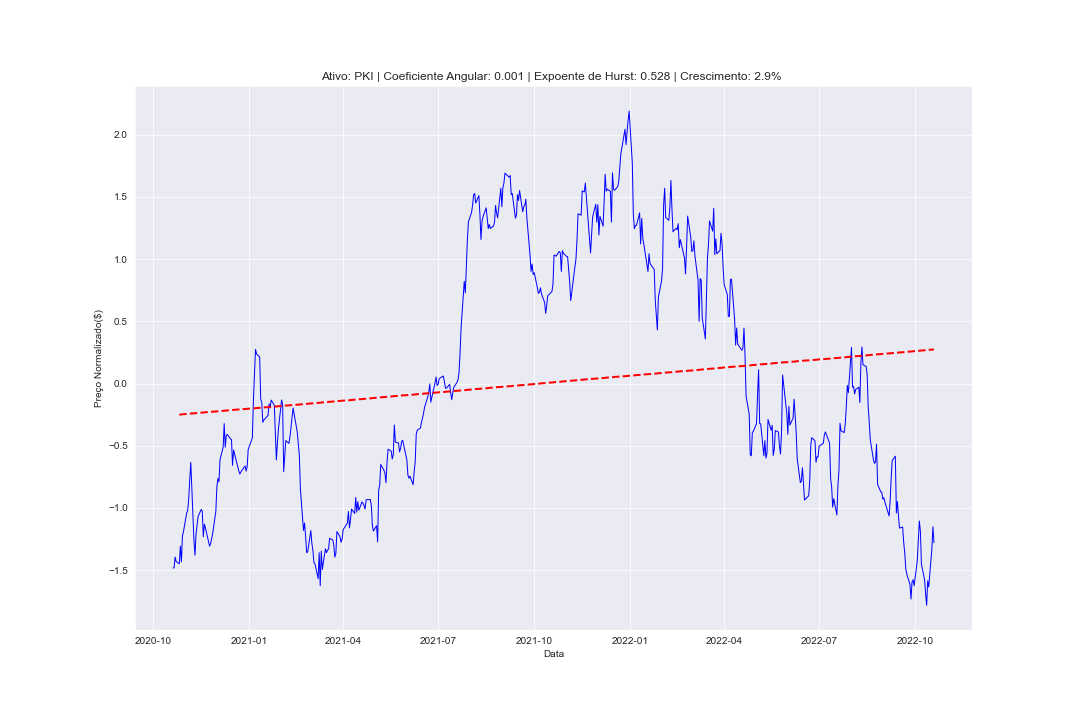 Ativo: PKI | Coeficiente Angular: 0.001 | Expoente de Hurst: 0.528 | Crescimento: 2.9%
Preço Normalizado($)
2.0
1.5
1.0
0.5
0.0
−0.5
−1.0
−1.5
2020-10 2021-01 2021-04 2021-07 2021-10 2022-01 2022-04 2022-07 2022-10
Data